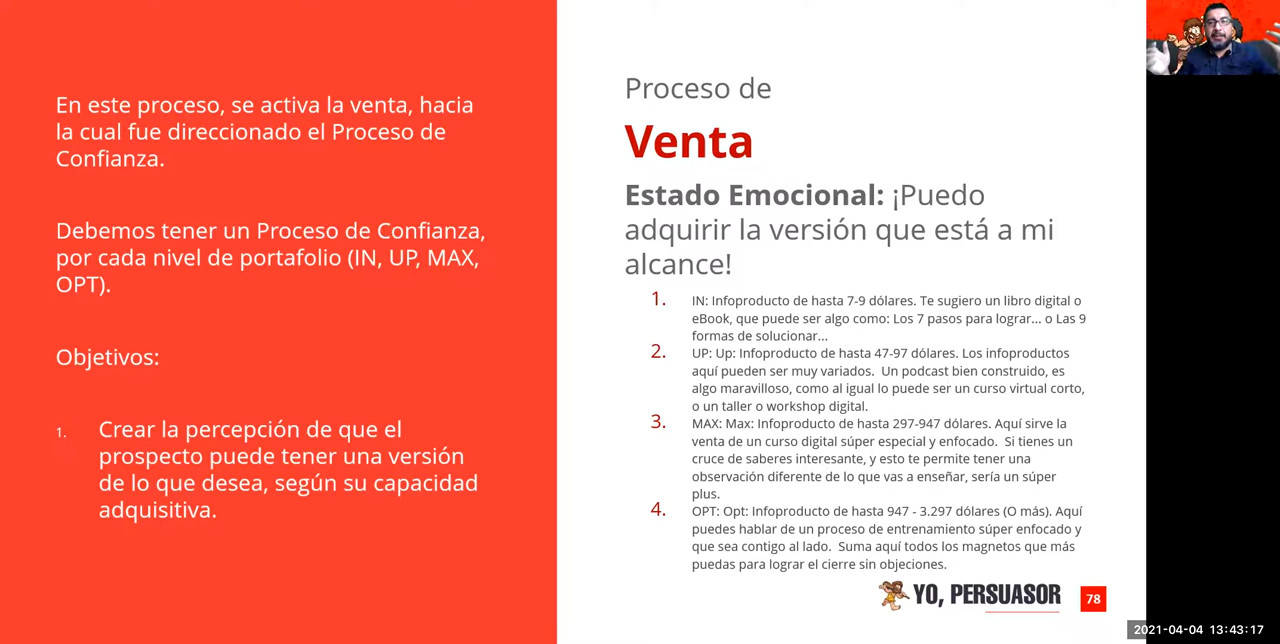 En este proceso, se activa la venta, hacia
la cual fue direccionado el Proceso de
Confianza.
Debemos tener un Proceso de Confianza,
por cada nivel de portafolio (IN, UP, MAX,
OPT).
Objetivos:
1. Crear la percepción de que el
prospecto puede tener una versión
de lo que desea, según su capacidad
adquisitiva.
Proceso de
Venta
Estado Emocional: ¡Puedo
adquirir la versión que está a mi
alcance!
1. IN: Infoproducto de hasta 7-9 dólares. Te sugiero un libro digital o
eBook, que puede ser algo como: Los 7 pasos para lograr... o Las 9
formas de solucionar...
2. UP: Up: Infoproducto de hasta 47-97 dólares. Los infoproductos
aquí pueden ser muy variados. Un podcast bien construido, es
algo maravilloso, como al igual lo puede ser un curso virtual corto,
o un taller o workshop digital.
3. MAX: Max: Infoproducto de hasta 297-947 dólares. Aquí sirve la
venta de un curso digital súper especial y enfocado. Si tienes un
cruce de saberes interesante, y esto te permite tener una
observación diferente de lo que vas a enseñar, sería un súper
plus.
4. OPT: Opt: Infoproducto de hasta 947 - 3.297 dólares (O más). Aquí
puedes hablar de un proceso de entrenamiento súper enfocado y
que sea contigo al lado. Suma aquí todos los magnetos que más
puedas para lograr el cierre sin objeciones.
YO, PERSUASOR
78
2021-04-04 13:43:17